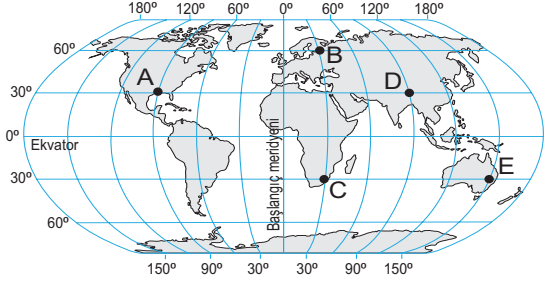 180º 120º 60º 0º 60º 120º 180º
60º
B
A
D
30º
0º
Ekvator
Başlangıç meridyeni
E
30º
C
60º
150º 90º 30º 30º 90º 150º